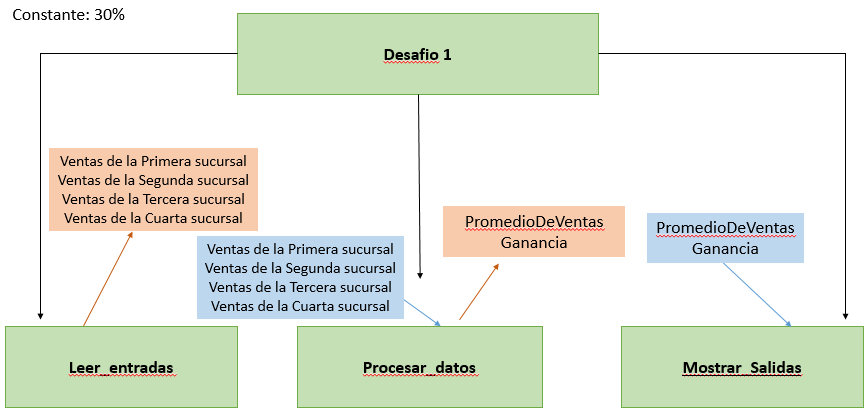 Constante: 30%
Desafio 1
Ventas de la Primera sucursal
Ventas de la Segunda sucursal
Ventas de la Tercera sucursal
Ventas de la Cuarta sucursal
Ventas de la Primera sucursal
Ventas de la Segunda sucursal
Ventas de la Tercera sucursal
Ventas de la Cuarta sucursal
PromedioDeVentas
Ganancia
PromedioDeVentas
Ganancia
Leer_entradas
Procesar_datos
Mostrar_Salidas